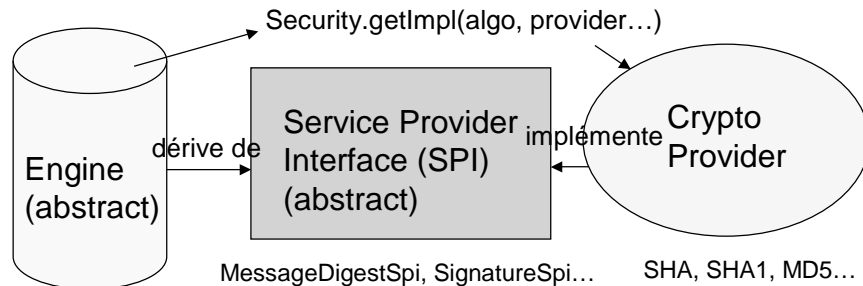 Security.getImpl(algo, provider…)
Engine
(abstract)
dérive de
Service Provider
Interface (SPI)
(abstract)
implémente
Crypto
Provider
MessageDigestSpi, SignatureSpi…
SHA, SHA1, MD5…